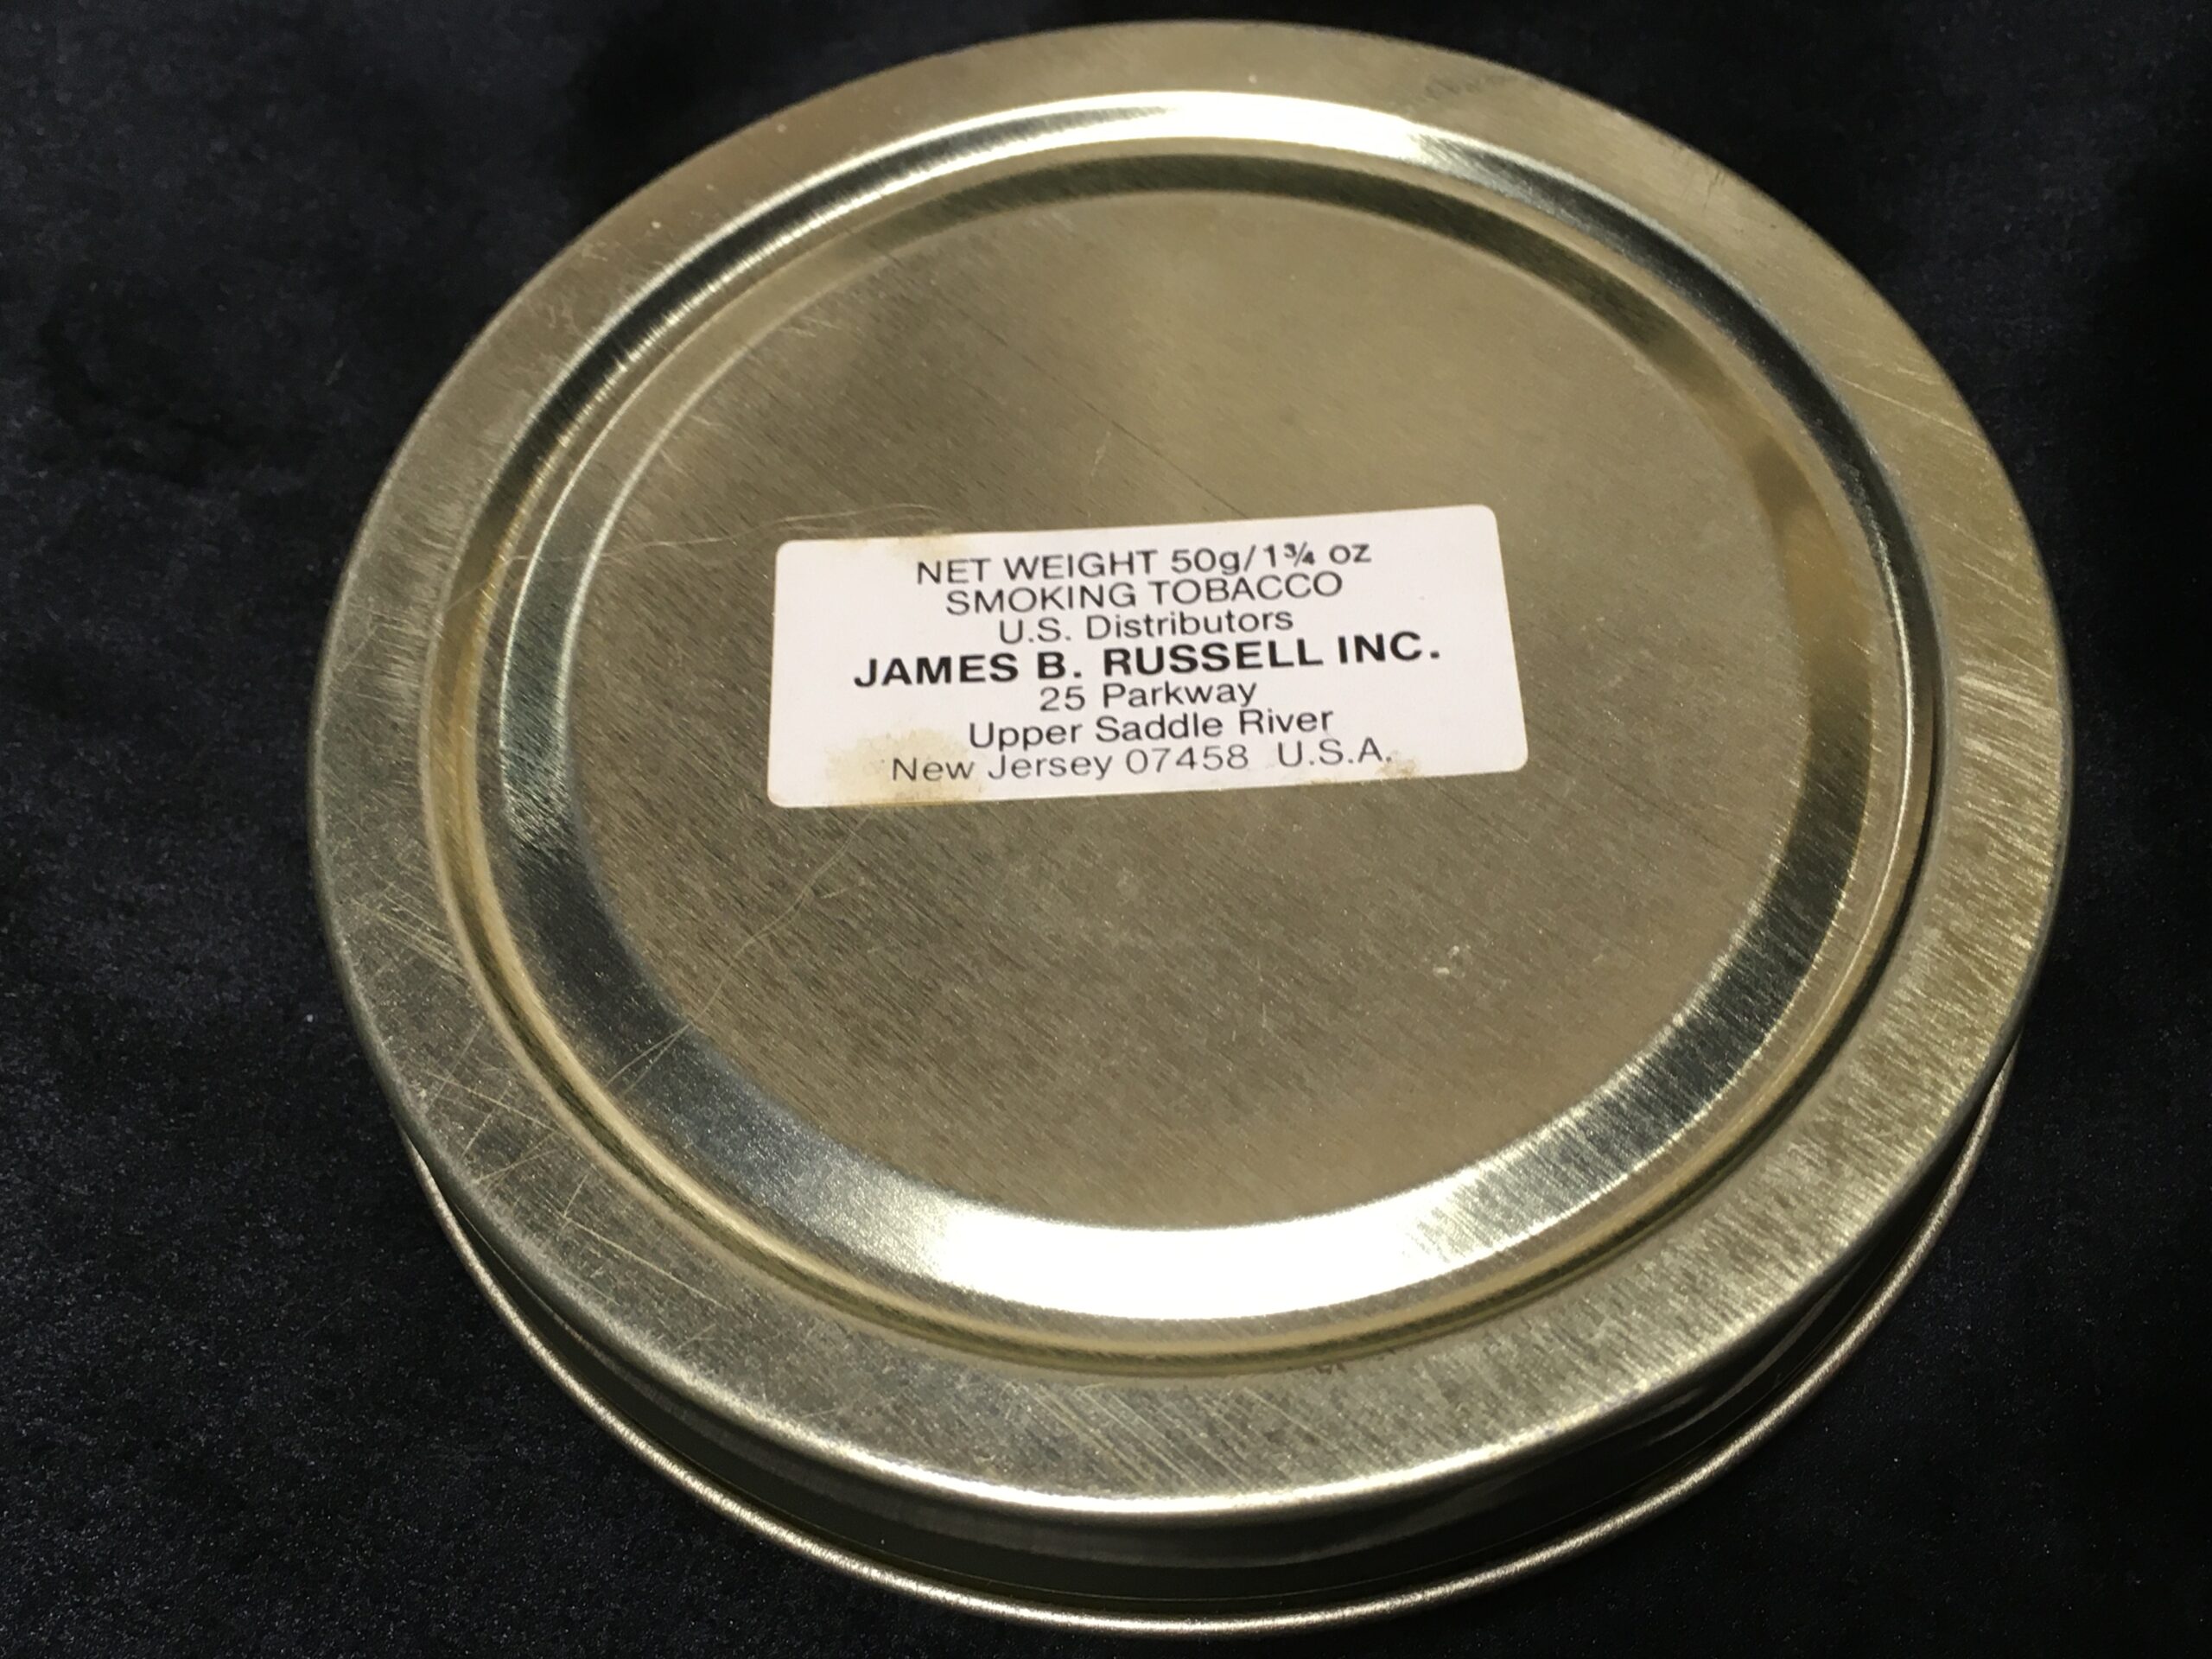 NET WEIGHT 50g/1¾ oz
SMOKING TOBACCO
U.S. Distributors
JAMES B. RUSSELL INC.
25 Parkway
Upper Saddle River
New Jersey 07458 U.S.A.